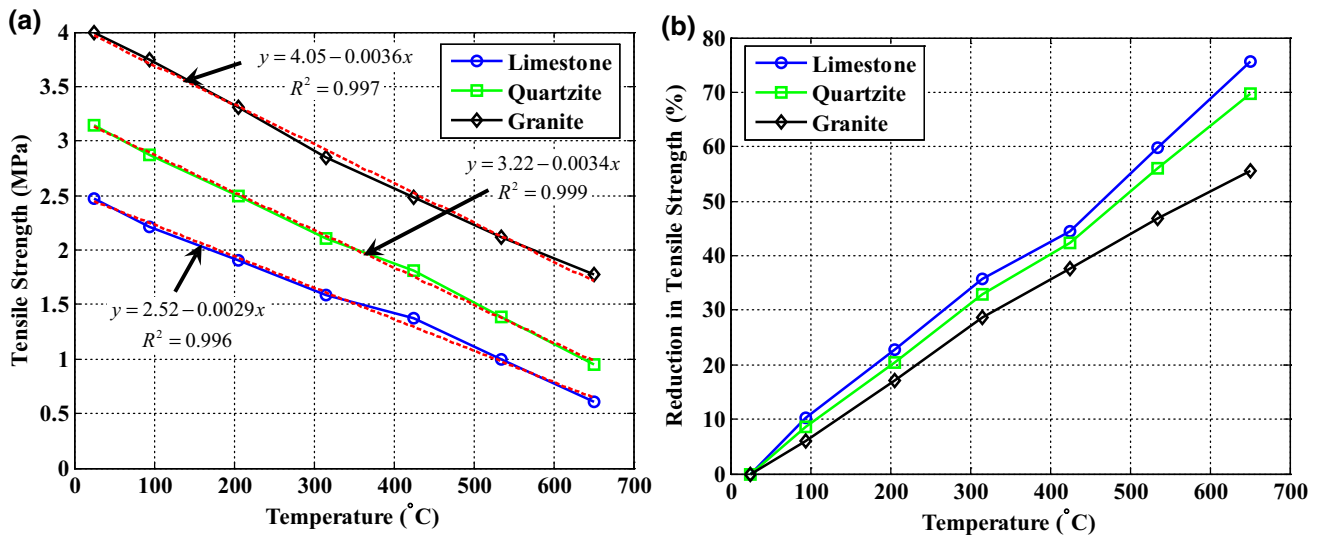 (a)
4
3.5
3
2.5
2
1.5
1
0.5
0
Tensile Strength (MPa)
y = 4.05−0.0036x
R² = 0.997
Limestone
Quartzite
Granite
y = 3.22−0.0034x
R² = 0.999
y = 2.52−0.0029x
R² = 0.996
0 100 200 300 400 500 600 700
Temperature (°C)
(b)
80
70
60
50
40
30
20
10
0
Reduction in Tensile Strength (%)
Limestone
Quartzite
Granite
0 100 200 300 400 500 600 700
Temperature (°C)